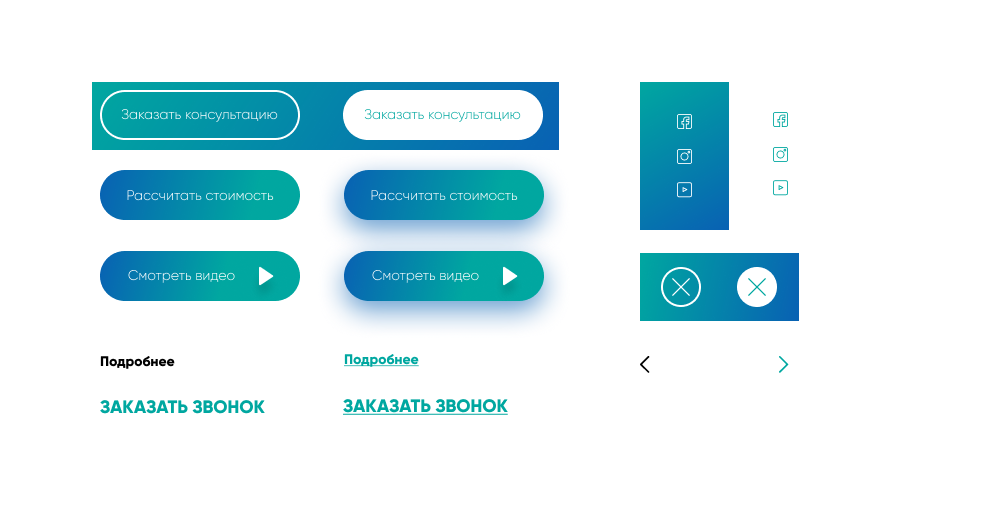 Заказать консультацию
Заказать консультацию
Рассчитать стоимость
Рассчитать стоимость
Смотреть видео
Смотреть видео
Подробнее
Подробнее
ЗАКАЗАТЬ ЗВОНОК
ЗАКАЗАТЬ ЗВОНОК